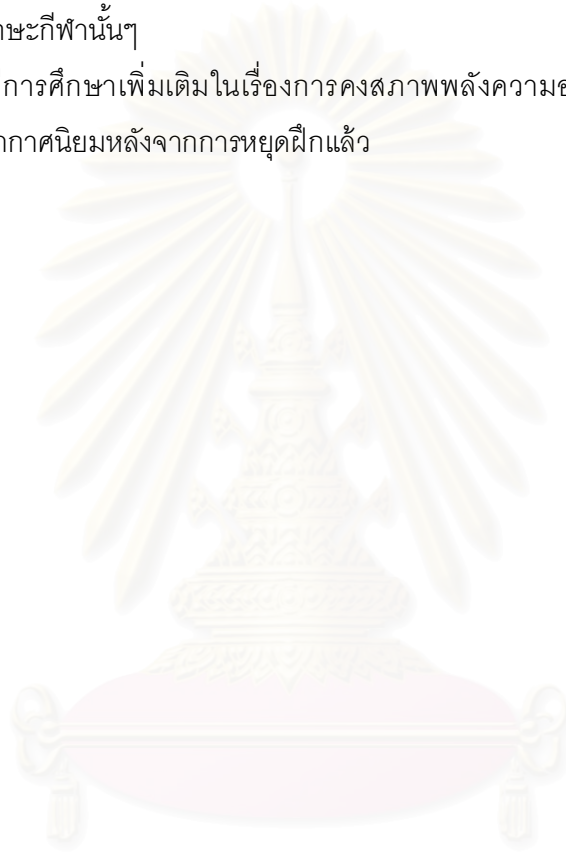 ษะกีฬานั้นๆ
การศึกษาเพิ่มเติมในเรื่องการคงสภาพพลังความ
กาศนิยมหลังจากการหยุดฝึกแล้ว